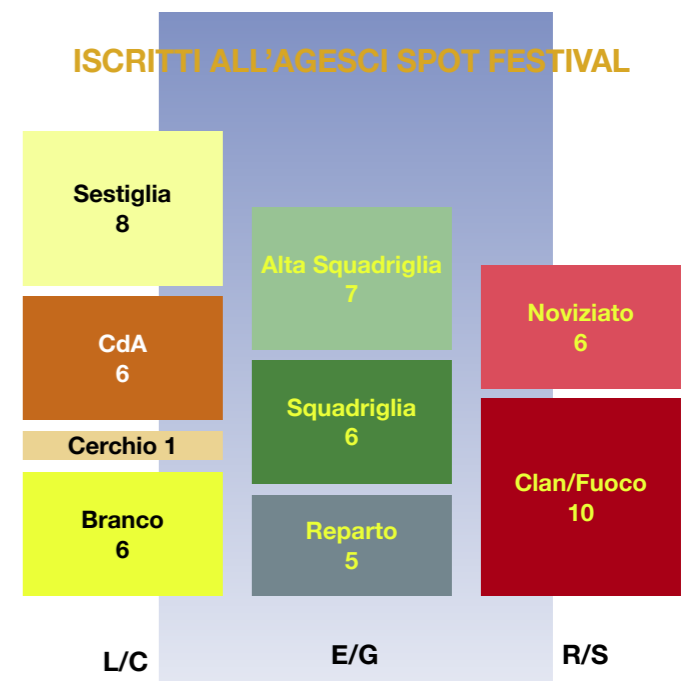 ISCRITTI ALL'AGESCI SPOT FESTIVAL
Sestiglia
8
CdA
6
Cerchio 1
Branco
6
L/C
Alta Squadriglia
7
Squadriglia
6
Reparto
5
E/G
Noviziato
6
Clan/Fuoco
10
R/S